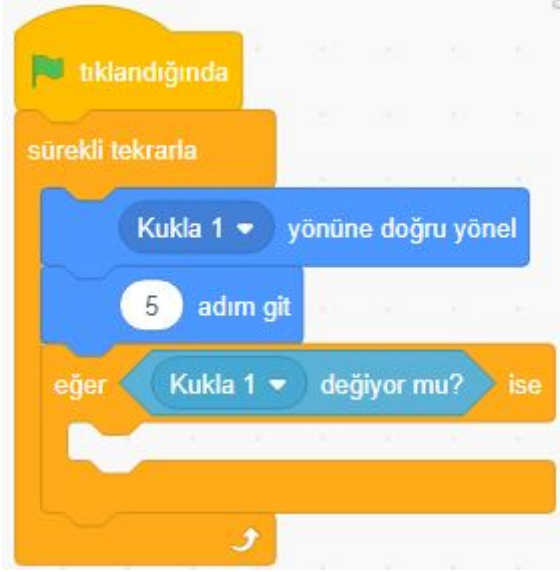 tıklandığında
sürekli tekrarla
Kukla 1 yönüne doğru yönel
5 adım git
eğer Kukla 1 değiyor mu? ise